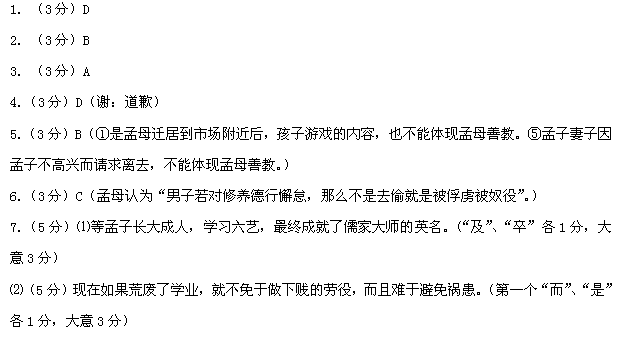 1. （3分）D
2. （3分）B
3. （3分）A
4.（3分）D（谢：道歉）
5.（3分）B（①是孟母迁居到市场附近后，孩子游戏的内容，也不能体现孟母善教。⑤孟子妻子因
孟子不高兴而请求离去，不能体现孟母善教。）
6.（3分）C（孟母认为“男子若对修养德行懈怠，那么不是去偷就是被俘虏被奴役”。）
7.（5分）⑴等孟子长大成人，学习六艺，最终成就了儒家大师的英名。（“及”、“卒”各1分，大
意3分）
⑵（5分）现在如果荒废了学业，就不免于做下贱的劳役，而且难于避免祸患。（第一个“而”、“是”
各1分，大意3分）